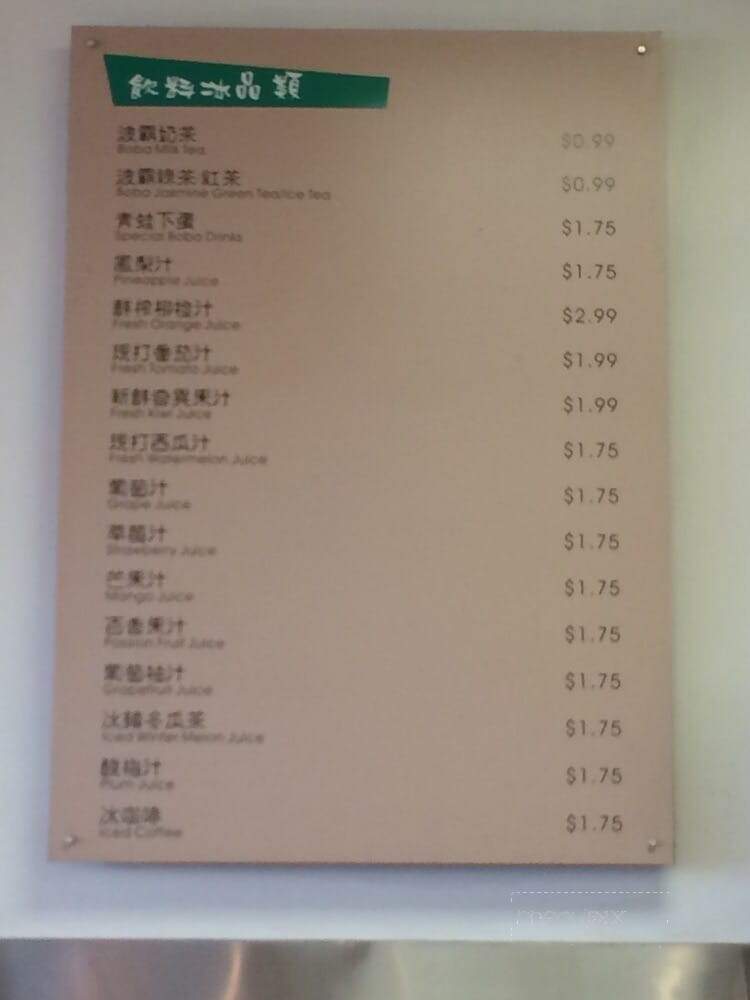 飲料冰品類
波霸奶茶 $0.99
Boba Milk Tea
波霸綠茶 紅茶 $0.99
Boba Jasmine Green Tea/Ice Tea
青蛙下蛋 $1.75
Special Boba Drinks
鳳梨汁 $1.75
Pineapple Juice
鮮榨柳橙汁 $2.99
Fresh Orange Juice
現打番茄汁 $1.99
Fresh Tomato Juice
新鮮奇異果汁 $1.99
Fresh Kiwi Juice
現打西瓜汁 $1.75
Fresh Watermelon Juice
葡萄汁 $1.75
Grape Juice
草莓汁 $1.75
Strawberry Juice
芒果汁 $1.75
Mango Juice
百香果汁 $1.75
Passion Fruit Juice
葡萄柚汁 $1.75
Grapefruit Juice
冰鎮冬瓜茶 $1.75
Iced Winter Melon Juice
酸梅汁 $1.75
Plum Juice
冰咖啡 $1.75
Iced Coffee